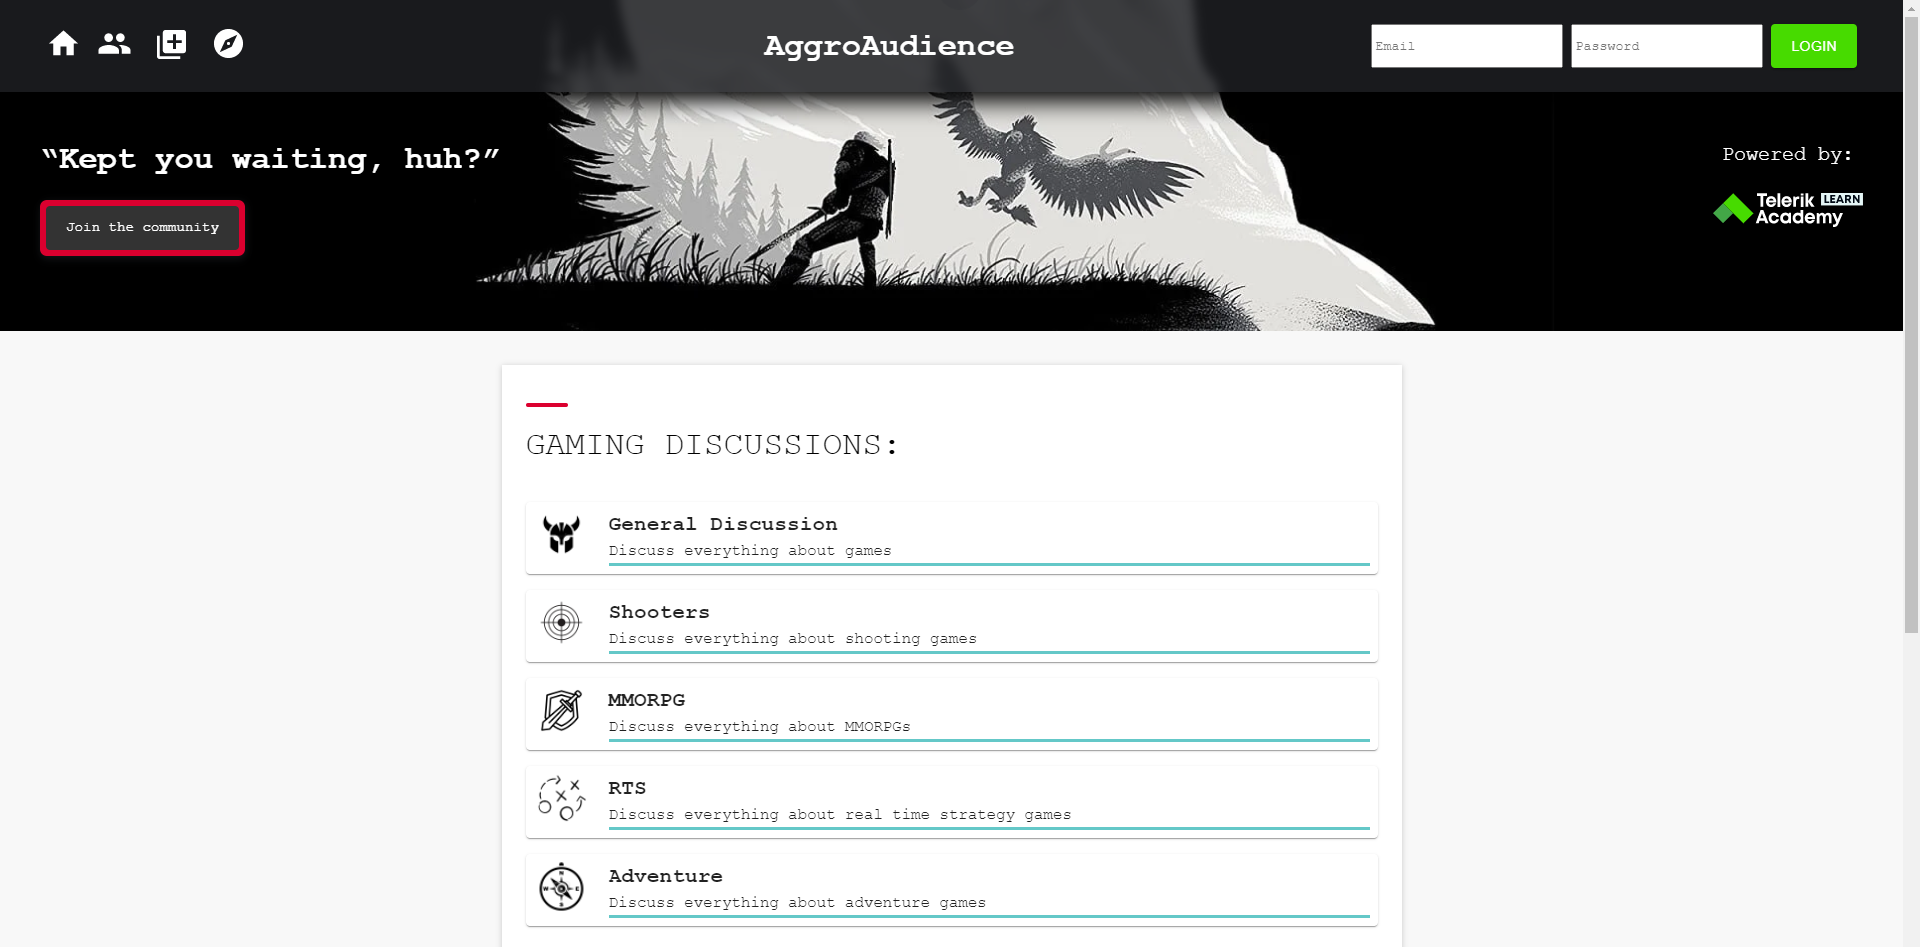 AggroAudience
Email
Password
LOGIN
“Kept you waiting, huh?”
Join the community
Powered by:
Telerik Academy
LEARN
GAMING DISCUSSIONS:
General Discussion
Discuss everything about games
Shooters
Discuss everything about shooting games
MMORPG
Discuss everything about MMORPGs
RTS
Discuss everything about real time strategy games
Adventure
Discuss everything about adventure games
N
W
E
S